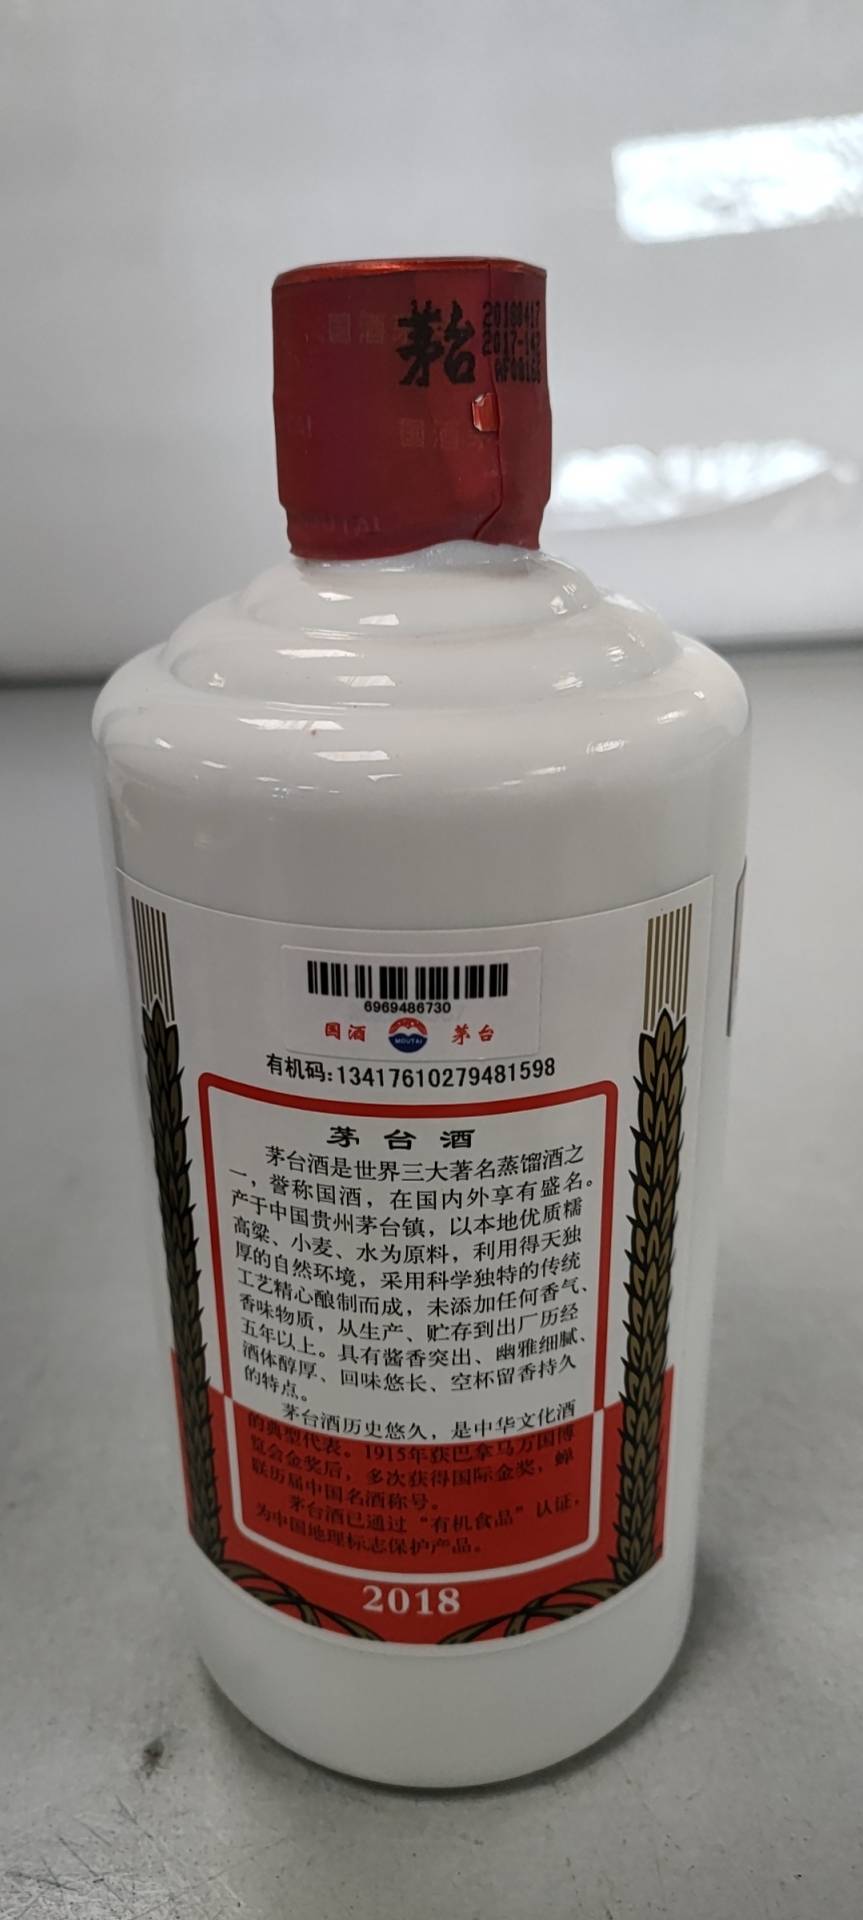 国酒
茅台
20180417
2017-147
国酒茅
MOUTAI
6969486730
国酒
MOUTAI
茅台
有机码:13417610279481598
茅台酒
茅台酒是世界三大著名蒸馏酒之
一，誉称国酒，在国内外享有盛名。
产于中国贵州茅台镇，以本地优质糯
高粱、小麦、水为原料，利用得天独
厚的自然环境，采用科学独特的传统
工艺精心酿制而成，未添加任何香气、
香味物质，从生产、贮存到出厂历经
五年以上。具有酱香突出、幽雅细腻、
酒体醇厚、回味悠长、空杯留香持久
的特点。
茅台酒历史悠久，是中华文化酒
的典型代表。1915年获巴拿马万国博
览会金奖后，多次获得国际金奖，蝉
联历届中国名酒称号。
茅台酒已通过“有机食品”认证，
为中国地理标志保护产品。
2018